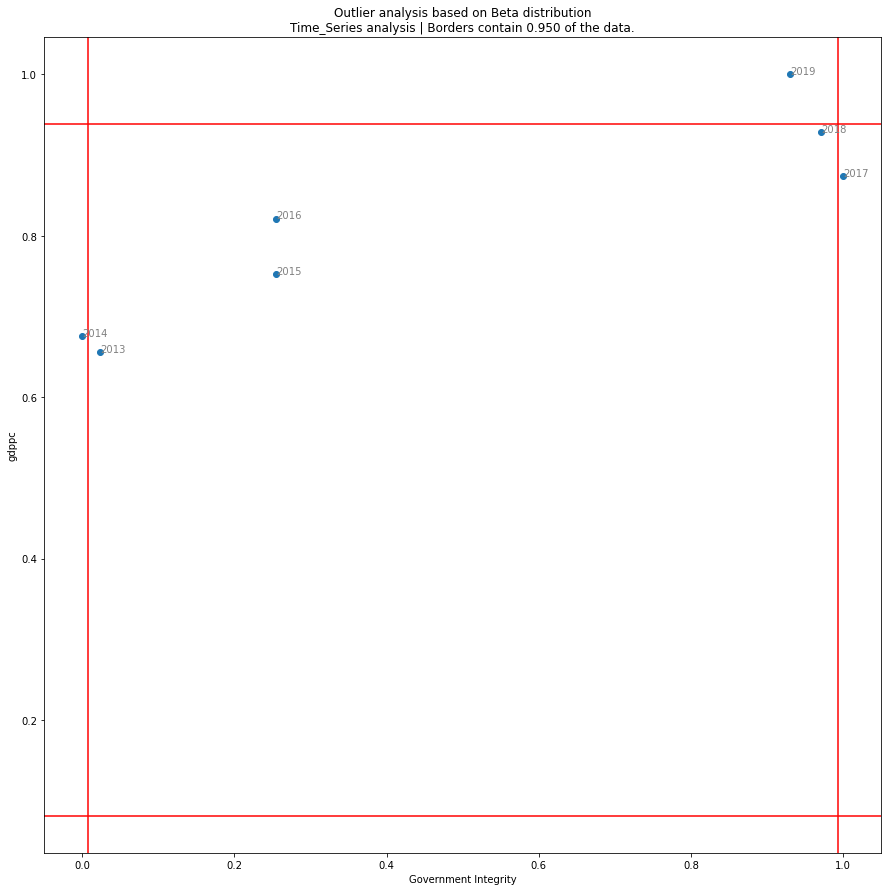 Outlier analysis based on Beta distribution
Time_Series analysis | Borders contain 0.950 of the data.
1.0
2019
2018
2017
0.8
2016
2015
2014
2013
0.6
gdppc
0.4
0.2
0.0 0.2 0.4 0.6 0.8 1.0
Government Integrity